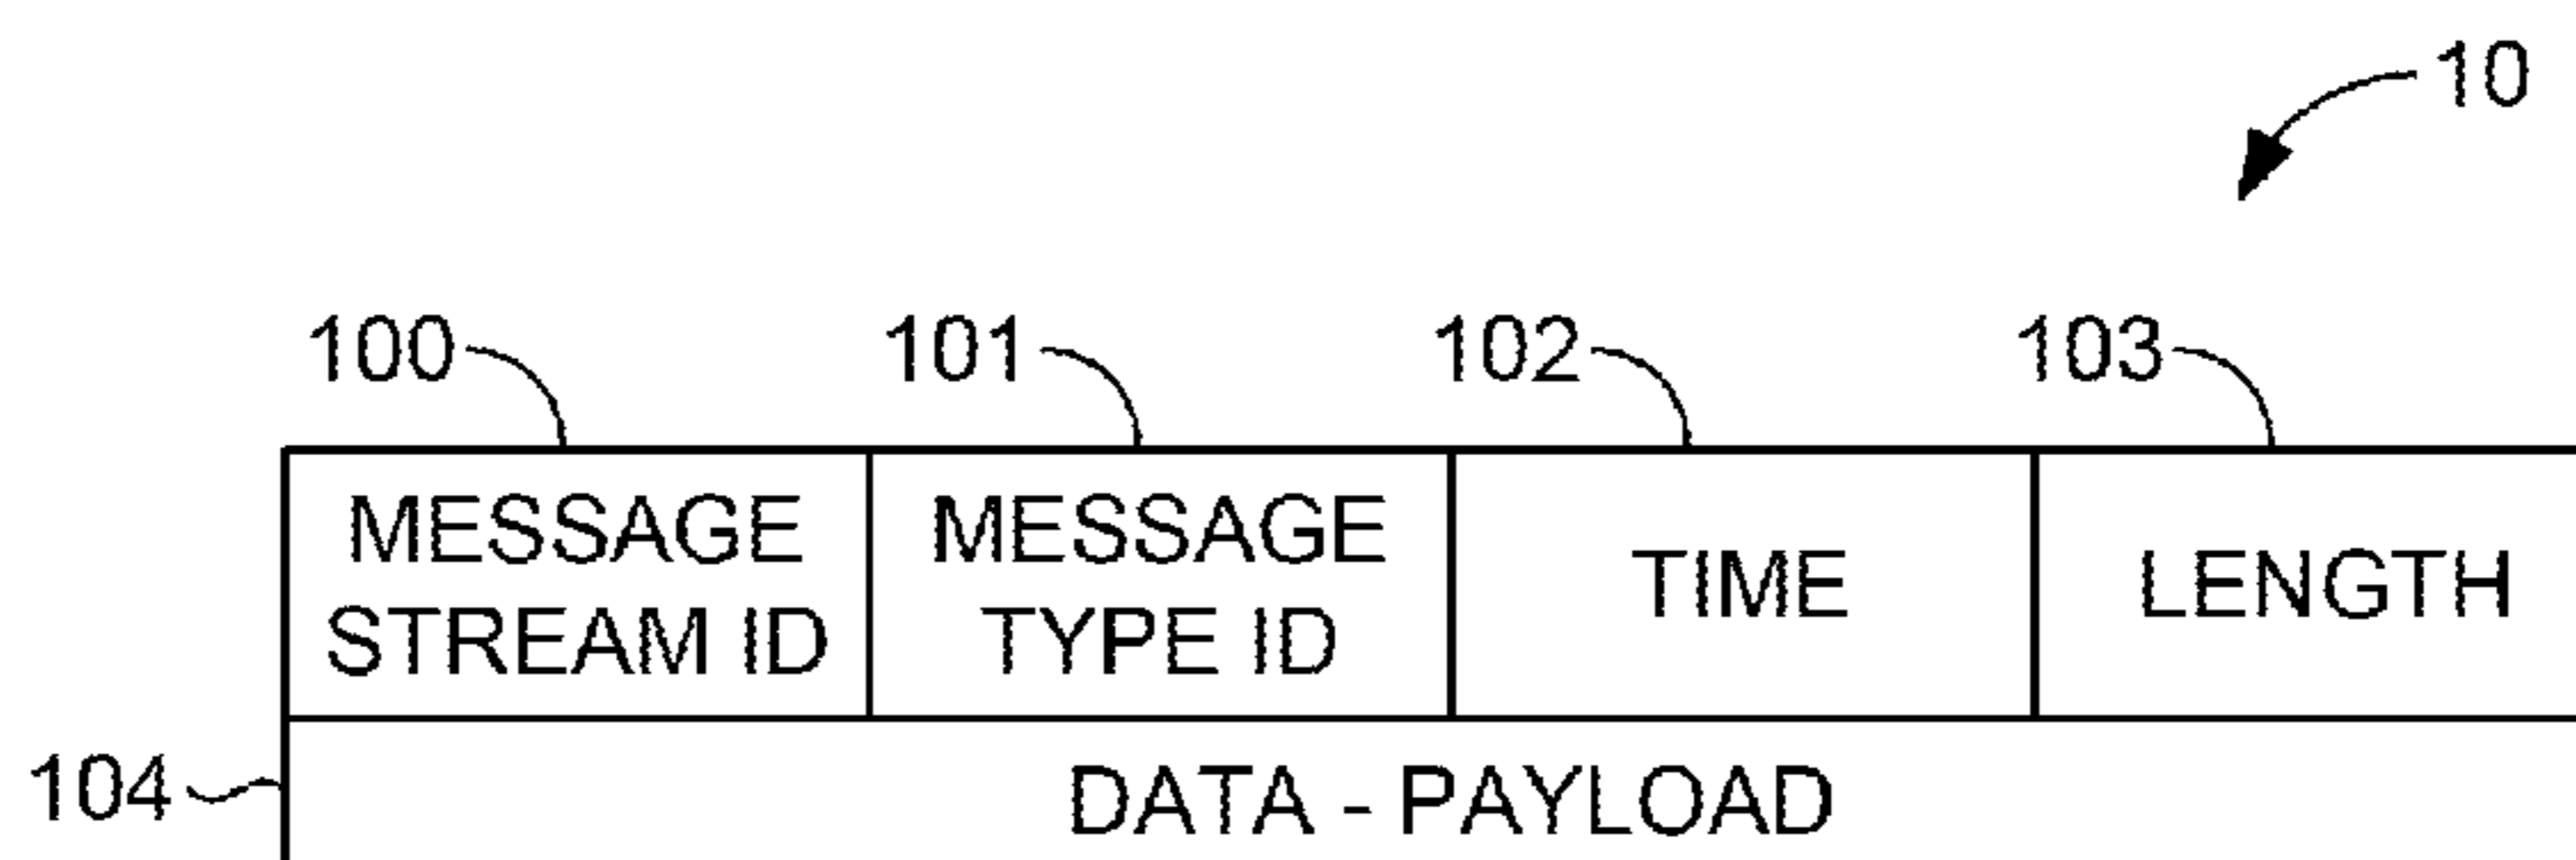 10
100
101
102
103
MESSAGE
STREAM ID
MESSAGE
TYPE ID
TIME
LENGTH
104
DATA - PAYLOAD